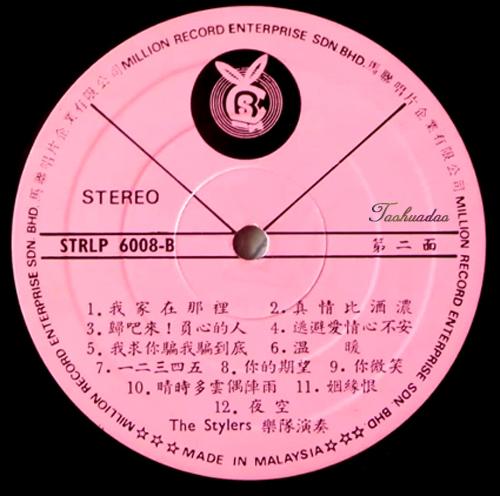 MILLION RECORD ENTERPRISE SDN BHD. 馬聯唱片企業有限公司 MILLION RECORD ENTERPRISE SDN BHD. 馬聯唱片企業有限公司 MILLION RECORD ENTERPRISE SDN BHD
STEREO
Taohuadao
STRLP 6008-B
第二面
1. 我家在那裡 2. 真情比酒濃
3. 歸吧來！負心的人 4. 逃避愛情心不安
5. 我求你騙我騙到底 6. 温暖
7. 一二三四五 8. 你的期望 9. 你微笑
10. 晴時多雲偶陣雨 11. 姻緣恨
12. 夜空
The Stylers 樂隊演奏
☆☆☆☆ MADE IN MALAYSIA ☆☆☆☆